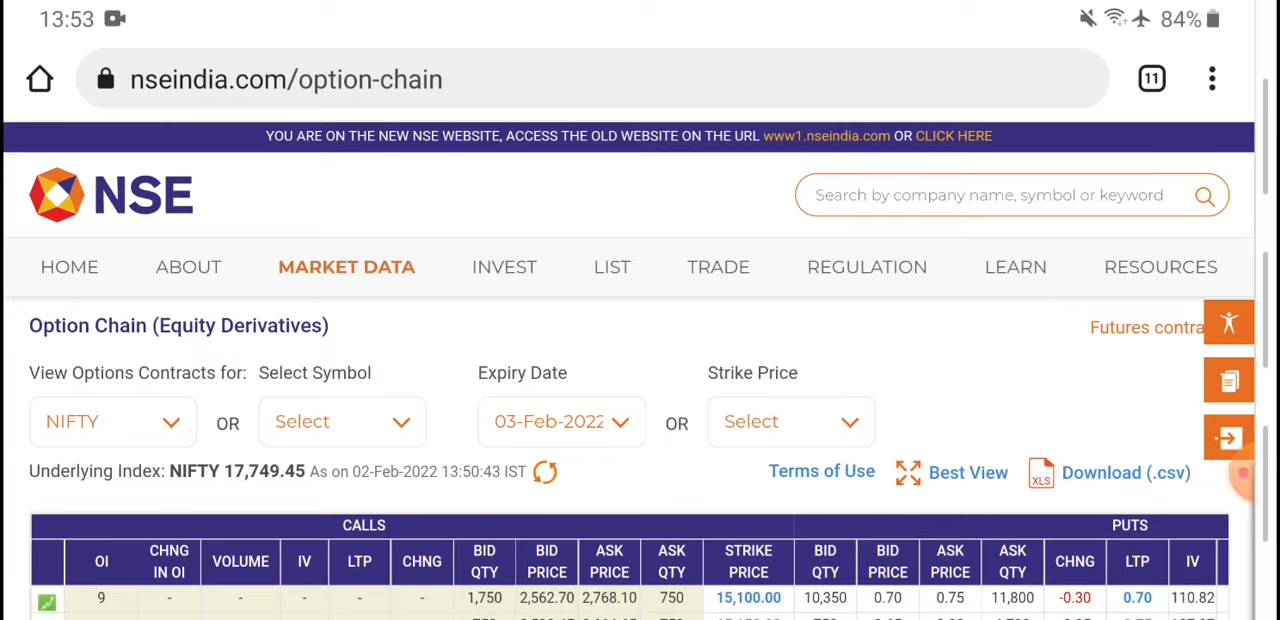 13:53 84%
nseindia.com/option-chain 11
YOU ARE ON THE NEW NSE WEBSITE, ACCESS THE OLD WEBSITE ON THE URL www1.nseindia.com OR CLICK HERE
NSE Search by company name, symbol or keyword
HOME ABOUT MARKET DATA INVEST LIST TRADE REGULATION LEARN RESOURCES
Option Chain (Equity Derivatives) Futures contra
View Options Contracts for: Select Symbol Expiry Date Strike Price
NIFTY OR Select 03-Feb-2022 OR Select
Underlying Index: NIFTY 17,749.45 As on 02-Feb-2022 13:50:43 IST Terms of Use Best View XLS Download (.csv)
CALLS PUTS
OI CHNG IN OI VOLUME IV LTP CHNG BID QTY BID PRICE ASK PRICE ASK QTY STRIKE PRICE BID QTY BID PRICE ASK PRICE ASK QTY CHNG LTP IV
9 - - - - - 1,750 2,562.70 2,768.10 750 15,100.00 10,350 0.70 0.75 11,800 -0.30 0.70 110.82